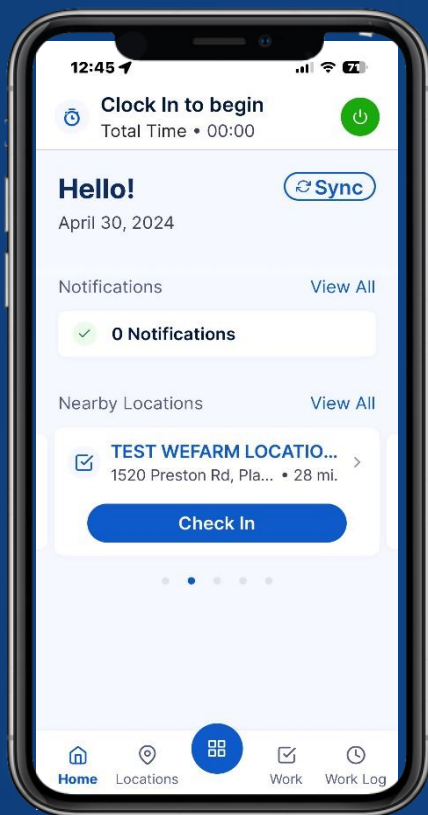 12:45
71
Clock In to begin
Total Time • 00:00
Hello!
Sync
April 30, 2024
Notifications
View All
0 Notifications
Nearby Locations
View All
TEST WEFARM LOCATIO...
1520 Preston Rd, Pla... • 28 mi.
Check In
Home
Locations
Work
Work Log